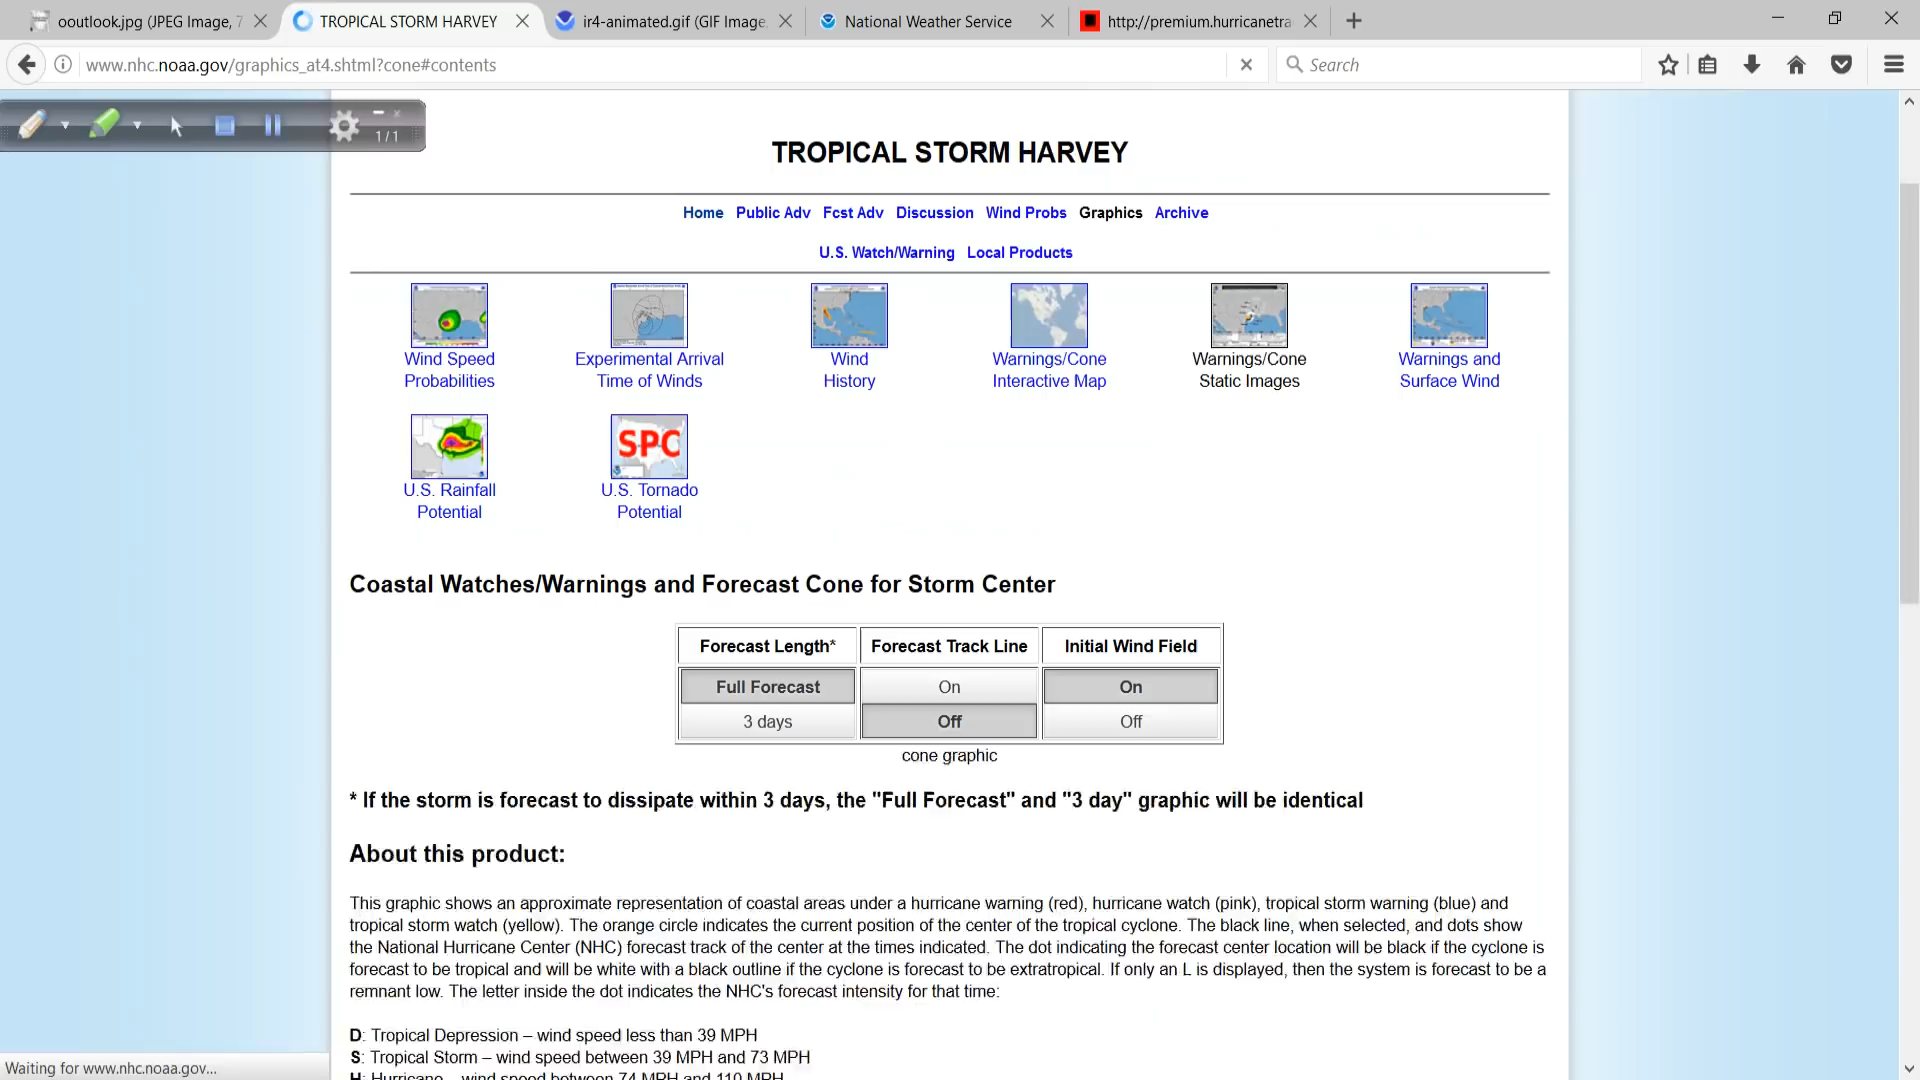 ooutlook.jpg (JPEG Image, 7
TROPICAL STORM HARVEY
ir4-animated.gif (GIF Image,
National Weather Service
http://premium.hurricanetra
www.nhc.noaa.gov/graphics_at4.shtml?cone#contents
Search
1/1
TROPICAL STORM HARVEY
Home Public Adv Fcst Adv Discussion Wind Probs Graphics Archive
U.S. Watch/Warning Local Products
Wind Speed Probabilities
Experimental Arrival Time of Winds
Wind History
Warnings/Cone Interactive Map
Warnings/Cone Static Images
Warnings and Surface Wind
SPC
U.S. Rainfall Potential
U.S. Tornado Potential
Coastal Watches/Warnings and Forecast Cone for Storm Center
Forecast Length* Forecast Track Line Initial Wind Field
Full Forecast On On
3 days Off Off
cone graphic
* If the storm is forecast to dissipate within 3 days, the "Full Forecast" and "3 day" graphic will be identical
About this product:
This graphic shows an approximate representation of coastal areas under a hurricane warning (red), hurricane watch (pink), tropical storm warning (blue) and
tropical storm watch (yellow). The orange circle indicates the current position of the center of the tropical cyclone. The black line, when selected, and dots show
the National Hurricane Center (NHC) forecast track of the center at the times indicated. The dot indicating the forecast center location will be black if the cyclone is
forecast to be tropical and will be white with a black outline if the cyclone is forecast to be extratropical. If only an L is displayed, then the system is forecast to be a
remnant low. The letter inside the dot indicates the NHC's forecast intensity for that time:
D: Tropical Depression – wind speed less than 39 MPH
S: Tropical Storm – wind speed between 39 MPH and 73 MPH
H: Hurricane – wind speed between 74 MPH and 110 MPH
Waiting for www.nhc.noaa.gov...